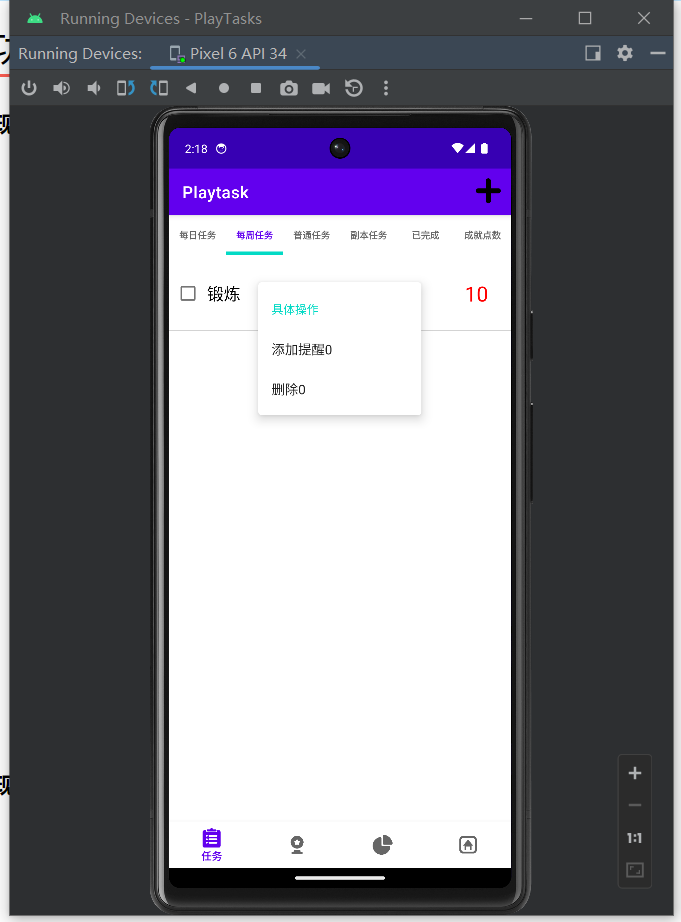 Running Devices - PlayTasks
Running Devices:
Pixel 6 API 34
2:18
Playtask
每日任务
每周任务
普通任务
副本任务
已完成
成就点数
锻炼
10
具体操作
添加提醒0
删除0
任务
1:1